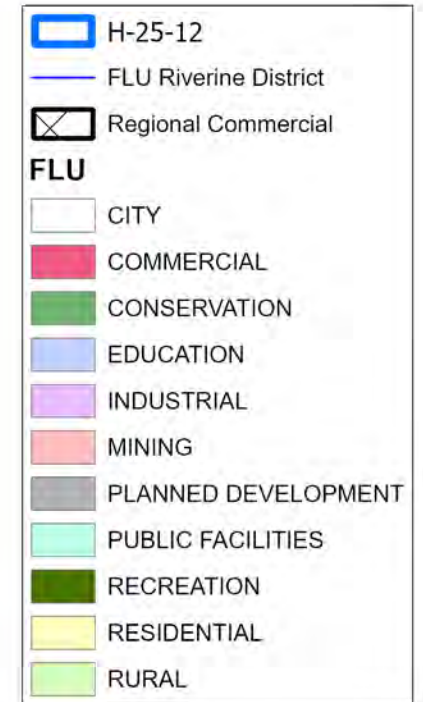 H-25-12
FLU Riverine District
Regional Commercial
FLU
CITY
COMMERCIAL
CONSERVATION
EDUCATION
INDUSTRIAL
MINING
PLANNED DEVELOPMENT
PUBLIC FACILITIES
RECREATION
RESIDENTIAL
RURAL